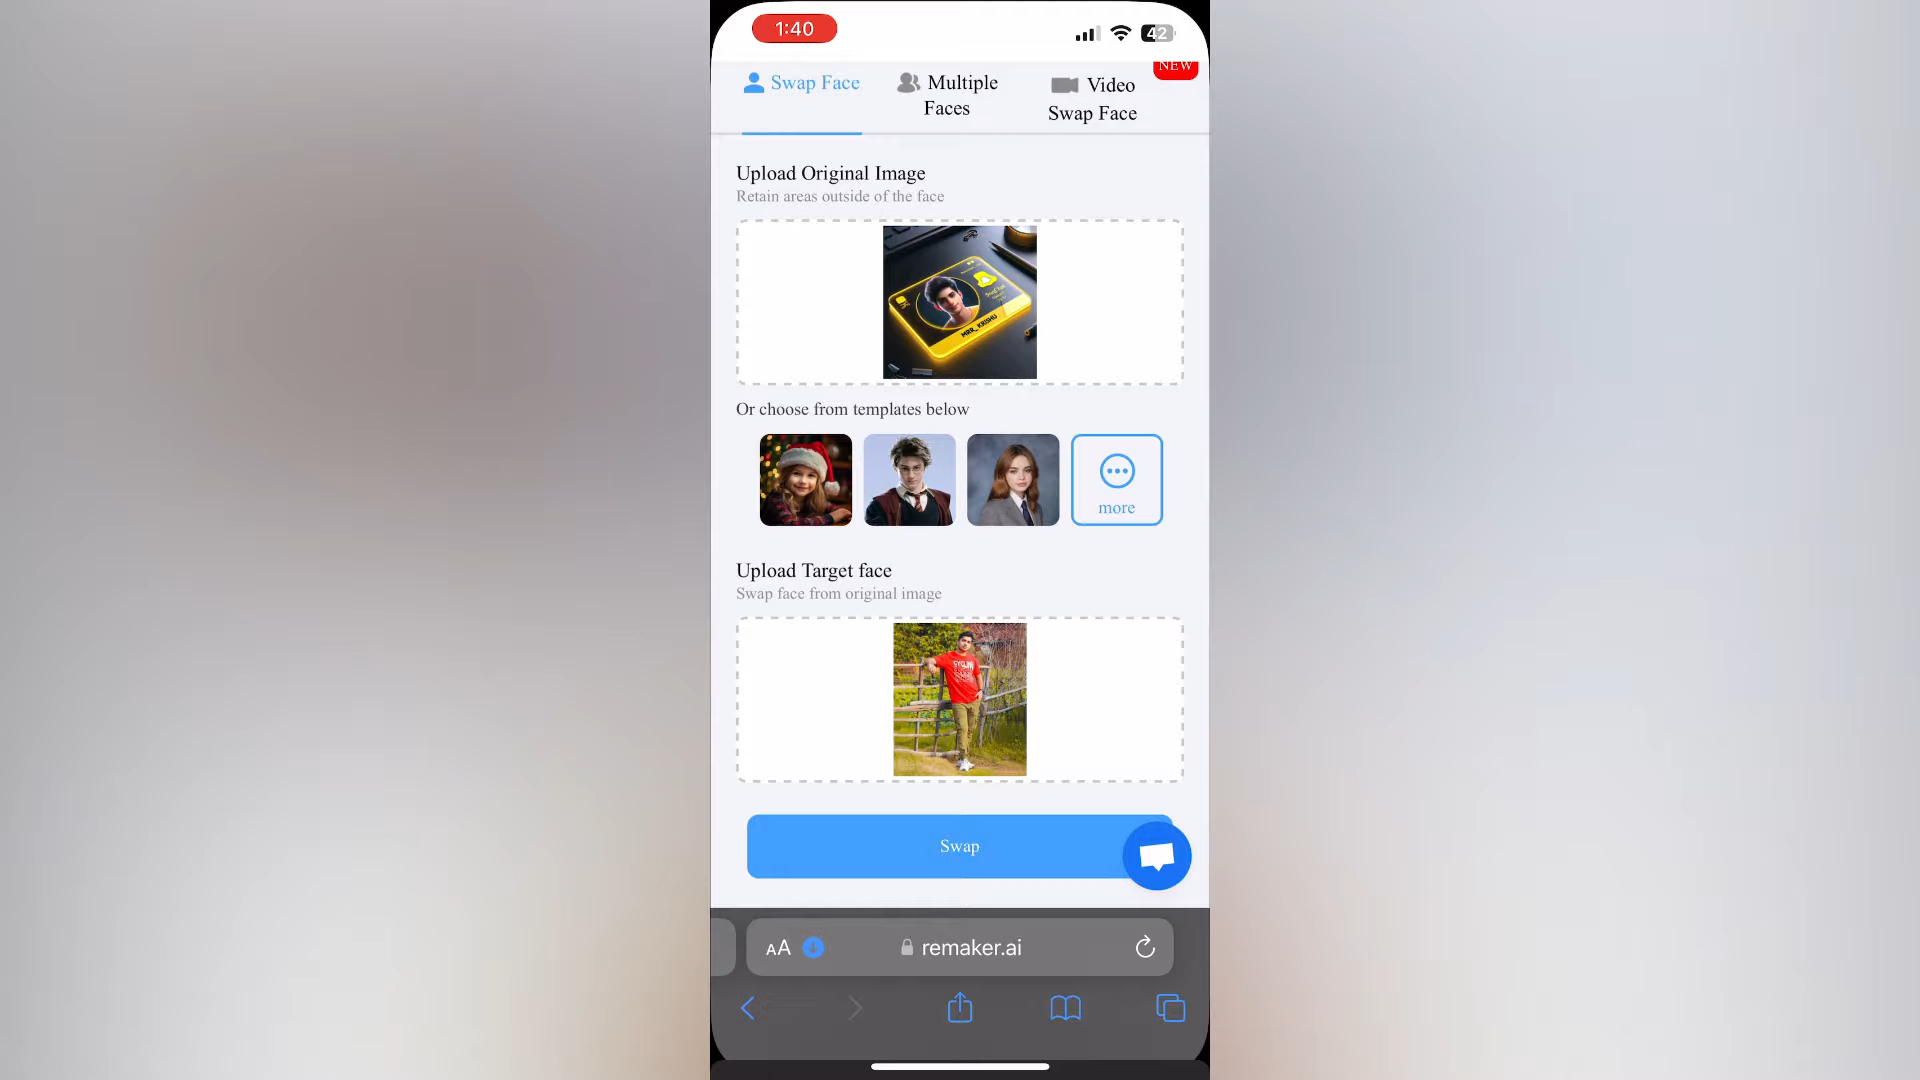 1:40
42
NEW
Swap Face
Multiple
Faces
Video
Swap Face
Upload Original Image
Retain areas outside of the face
MRR_KRISHU
Or choose from templates below
more
Upload Target face
Swap face from original image
Swap
AA
remaker.ai